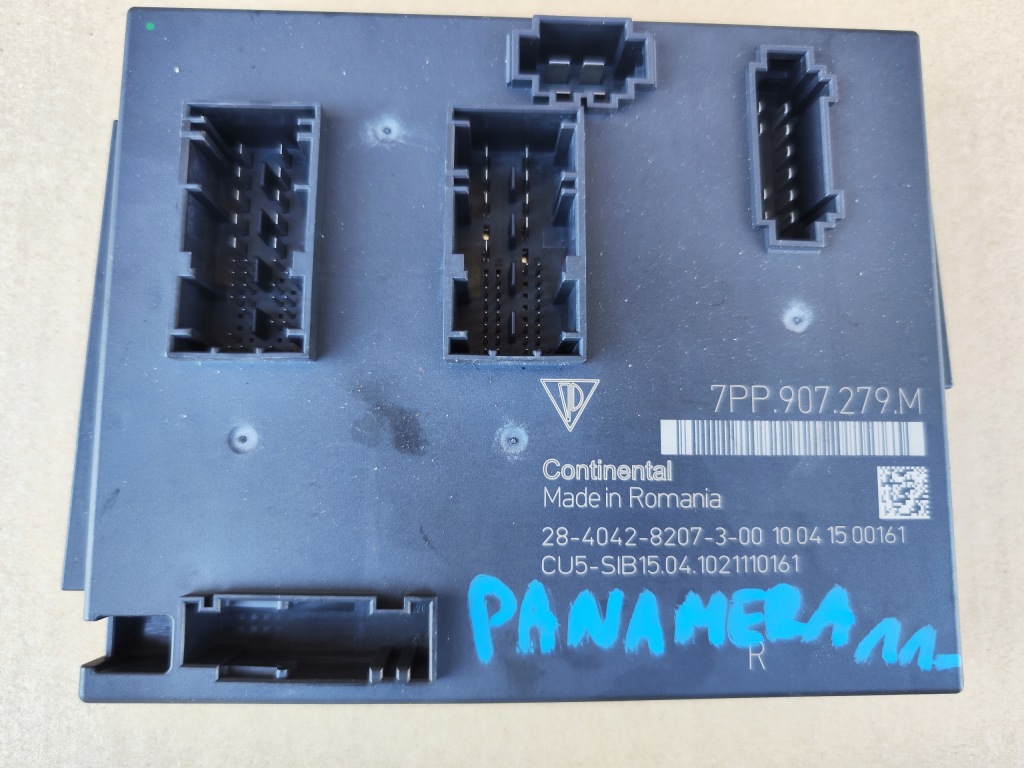 7PP.907.279.M
Continental
Made in Romania
28-4042-8207-3-00 10 04 15 00161
CU5-SIB15.04.1021110161
PANAMERA 11-
R